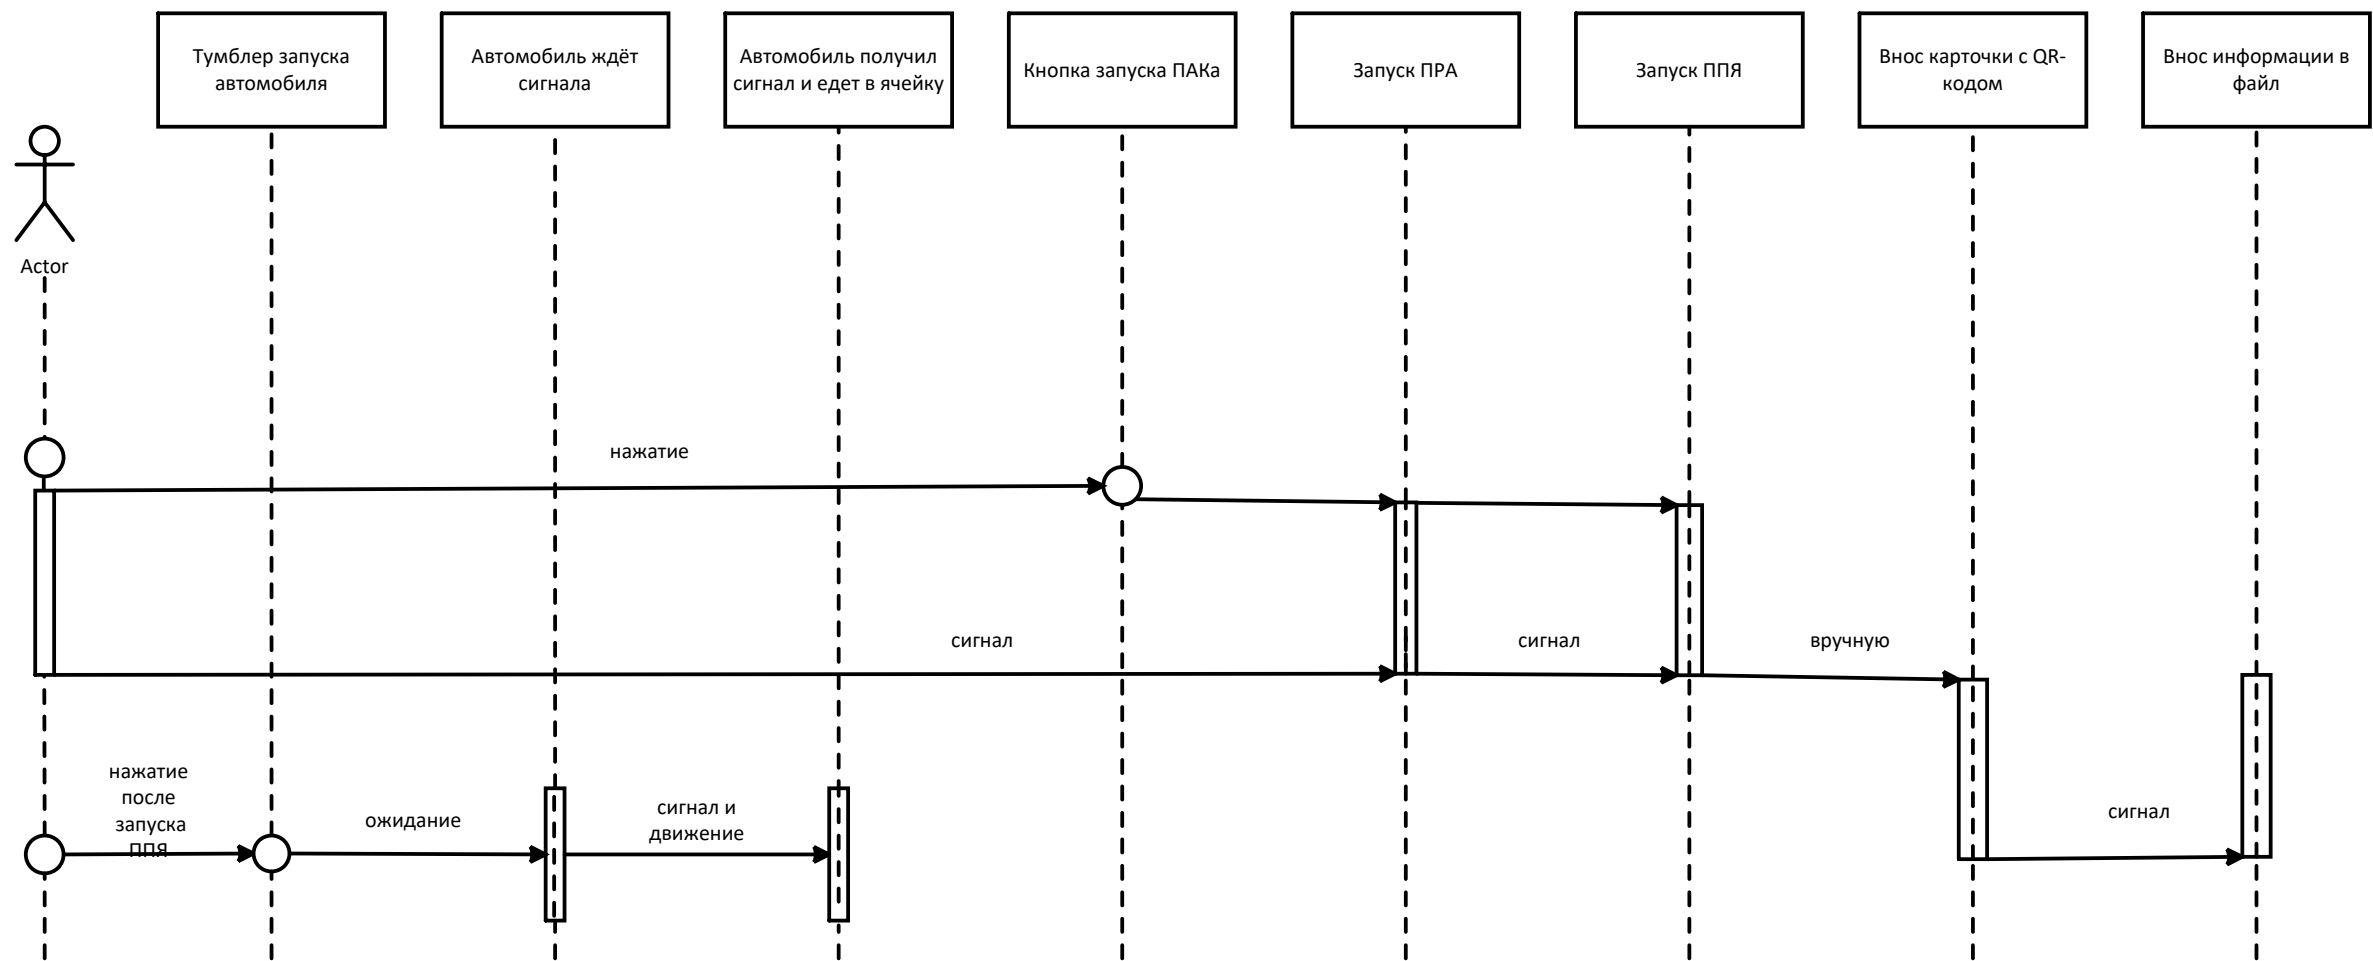 Тумблер запуска
автомобиля
Автомобиль ждёт
сигнала
Автомобиль получил
сигнал и едет в ячейку
Кнопка запуска ПАКа
Запуск ПРА
Запуск ППЯ
Внос карточки с QR-
кодом
Внос информации в
файл
Actor
нажатие
сигнал
сигнал
вручную
нажатие
после
запуска
ППЯ
ожидание
сигнал и
движение
сигнал